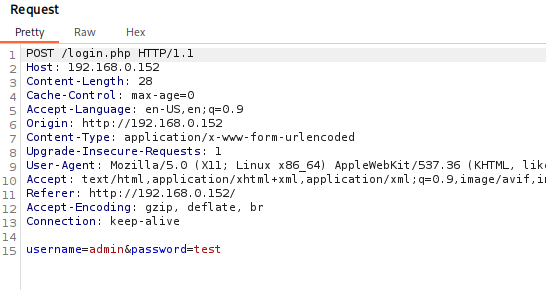 Request
Pretty Raw Hex
1 POST /login.php HTTP/1.1
2 Host: 192.168.0.152
3 Content-Length: 28
4 Cache-Control: max-age=0
5 Accept-Language: en-US,en;q=0.9
6 Origin: http://192.168.0.152
7 Content-Type: application/x-www-form-urlencoded
8 Upgrade-Insecure-Requests: 1
9 User-Agent: Mozilla/5.0 (X11; Linux x86_64) AppleWebKit/537.36 (KHTML, lik
10 Accept: text/html,application/xhtml+xml,application/xml;q=0.9,image/avif,i
11 Referer: http://192.168.0.152/
12 Accept-Encoding: gzip, deflate, br
13 Connection: keep-alive
14
15 username=admin&password=test